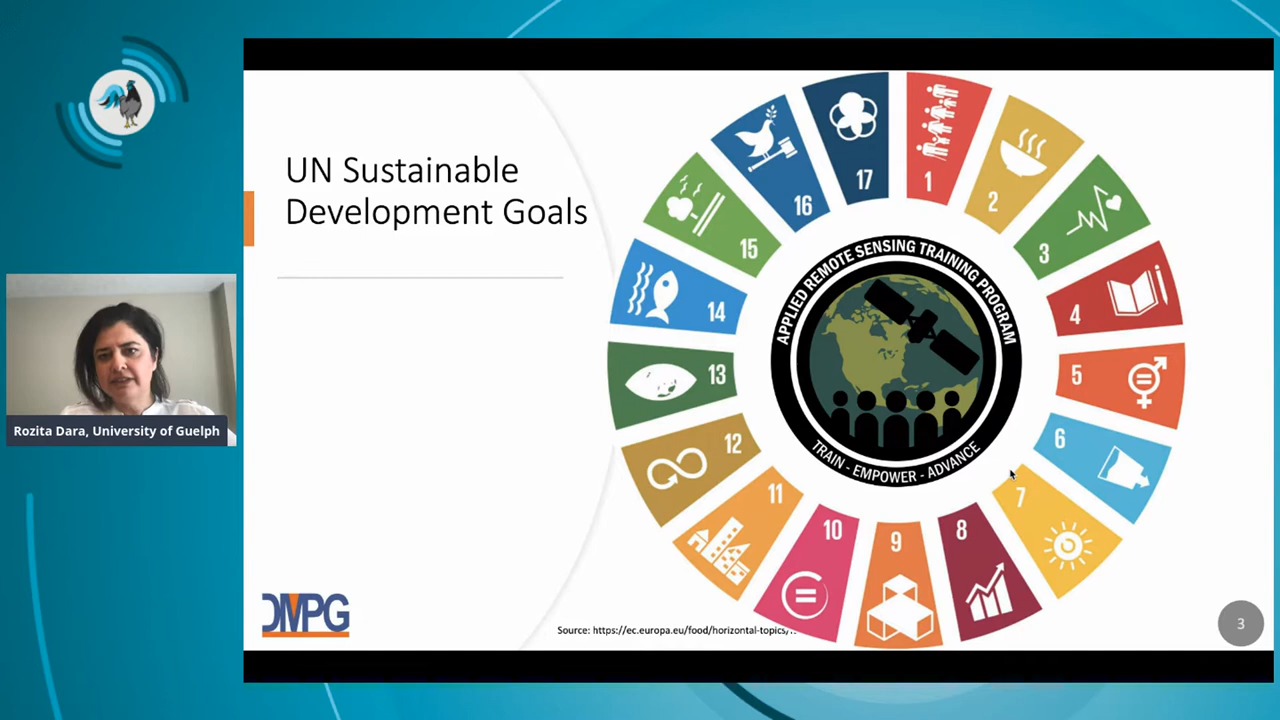 UN Sustainable
Development Goals
1
2
3
4
5
6
7
8
9
10
11
12
13
14
15
16
17
APPLIED REMOTE SENSING TRAINING PROGRAM
TRAIN - EMPOWER - ADVANCE
Rozita Dara, University of Guelph
DMPG
Source: https://ec.europa.eu/food/horizontal-topics/
3